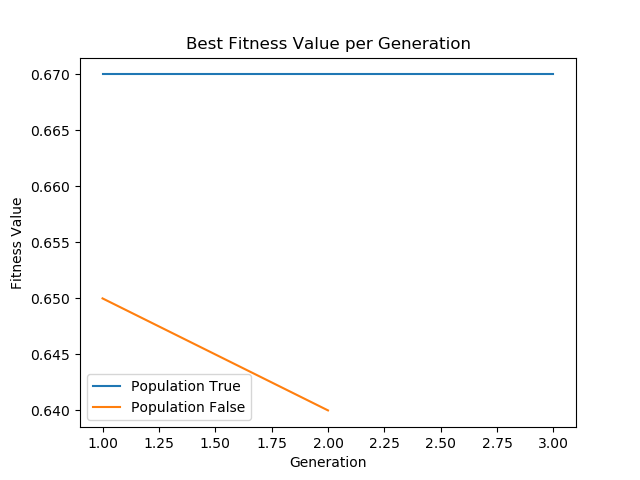 Best Fitness Value per Generation
0.670
0.665
0.660
0.655
0.650
0.645
0.640
Fitness Value
Population True
Population False
1.00 1.25 1.50 1.75 2.00 2.25 2.50 2.75 3.00
Generation